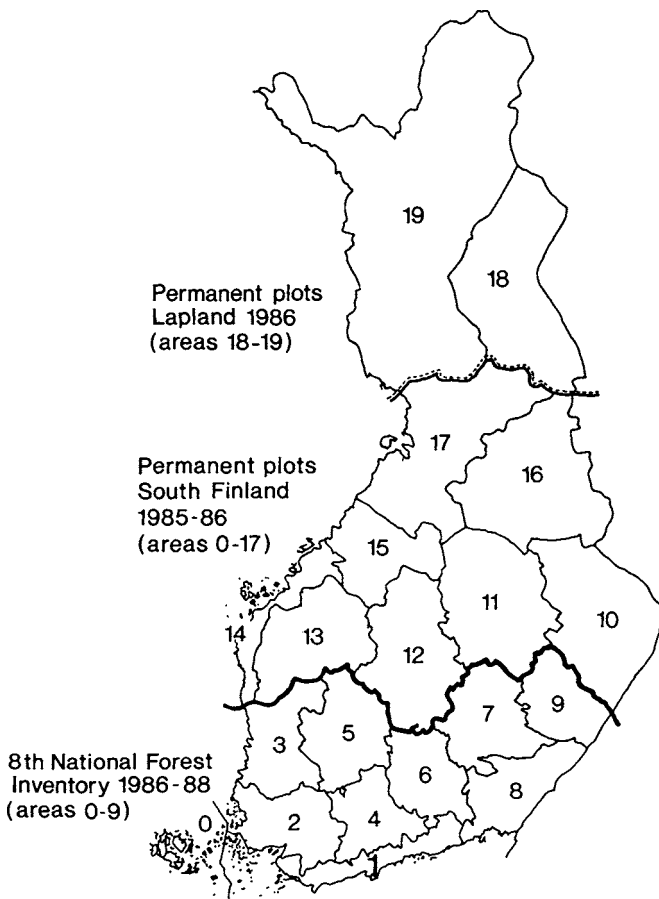 19
18
Permanent plots
Lapland 1986
(areas 18-19)
17
16
Permanent plots
South Finland
1985-86
(areas 0-17)
15
14
13
12
11
10
9
8th National Forest
Inventory 1986-88
(areas 0-9)
3
5
7
6
8
0
2
4
1